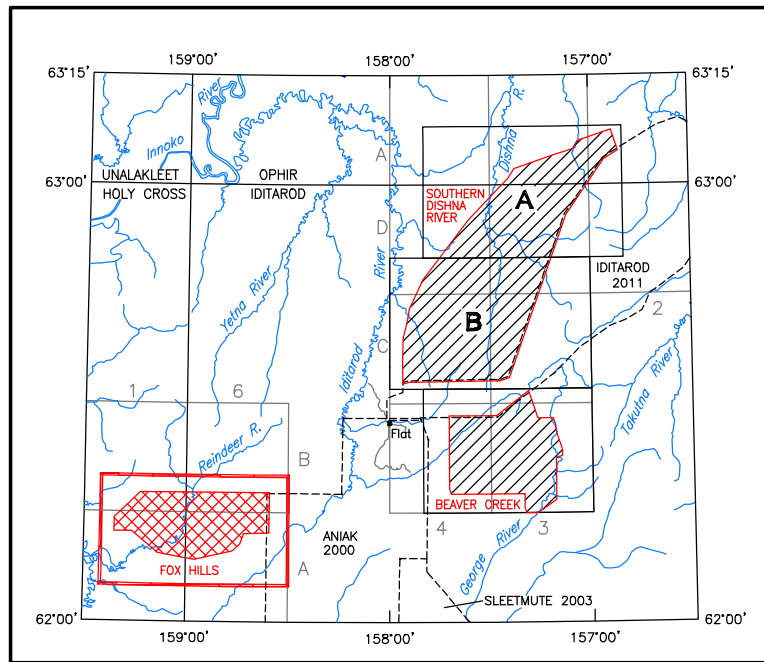 159°00'
158°00'
157°00'
63°15'
63°15'
River
Innoko
Dishna
R.
A
UNALAKLEET
OPHIR
63°00'
HOLY CROSS
IDITAROD
63°00'
SOUTHERN
DISHNA
RIVER
A
D
Yetna River
River
IDITAROD
2011
2
B
C
Iditarod
Takutna River
1
6
Flat
Reindeer R.
B
BEAVER CREEK
4
3
ANIAK
2000
George River
FOX HILLS
A
SLEETMUTE 2003
62°00'
62°00'
159°00'
158°00'
157°00'